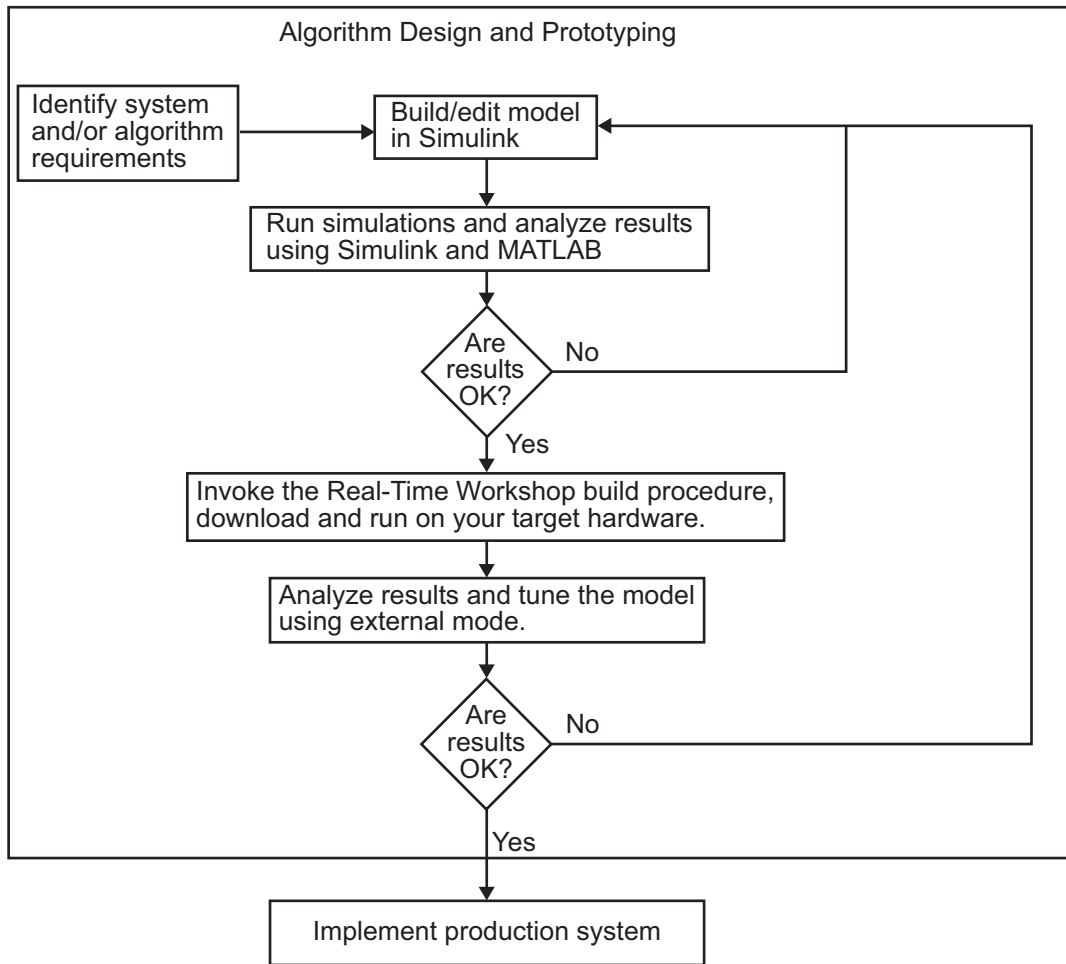 Algorithm Design and Prototyping
Identify system
and/or algorithm
requirements
Build/edit model
in Simulink
Run simulations and analyze results
using Simulink and MATLAB
Are
results
OK?
No
Yes
Invoke the Real-Time Workshop build procedure,
download and run on your target hardware.
Analyze results and tune the model
using external mode.
Are
results
OK?
No
Yes
Implement production system